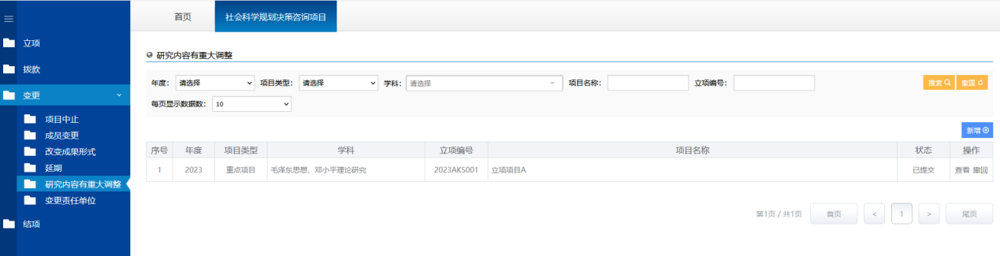 首页 社会科学规划决策咨询项目
立项
拨款
变更
项目中止
成员变更
改变成果形式
延期
研究内容有重大调整
变更责任单位
结项
研究内容有重大调整
年度： 请选择 项目类型： 请选择 学科： 请选择 项目名称： 立项编号： 搜索 重置
每页显示数据数： 10
新增
序号 年度 项目类型 学科 立项编号 项目名称 状态 操作
1 2023 重点项目 毛泽东思想、邓小平理论研究 2023AKS001 立项项目A 已提交 查看 撤回
第1页 / 共1页 首页 < 1 > 尾页